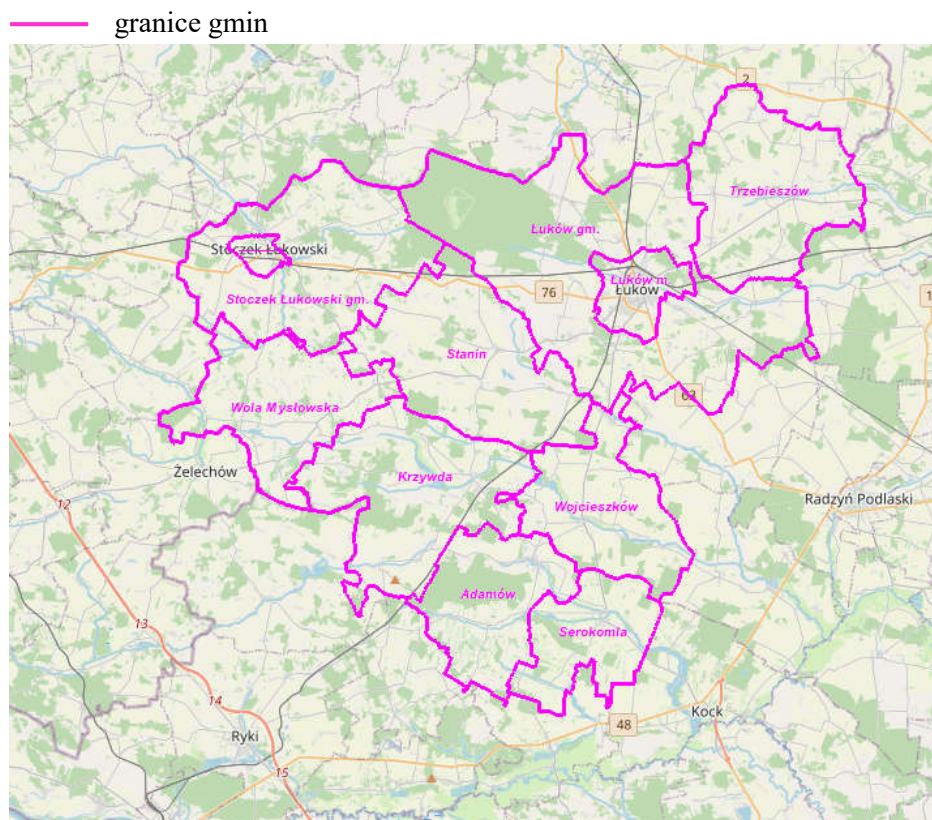 granice gmin
2
Trzebieszów
Łuków gm.
Stoczek Łukowski
Łuków m.
Łuków
76
1
Stoczek Łukowski gm.
Stanin
63
Wola Mysłowska
Żelechów
Krzywda
12
Radzyń Podlaski
Wojcieszków
Adamów
13
Serokomla
14
Kock
48
Ryki
15